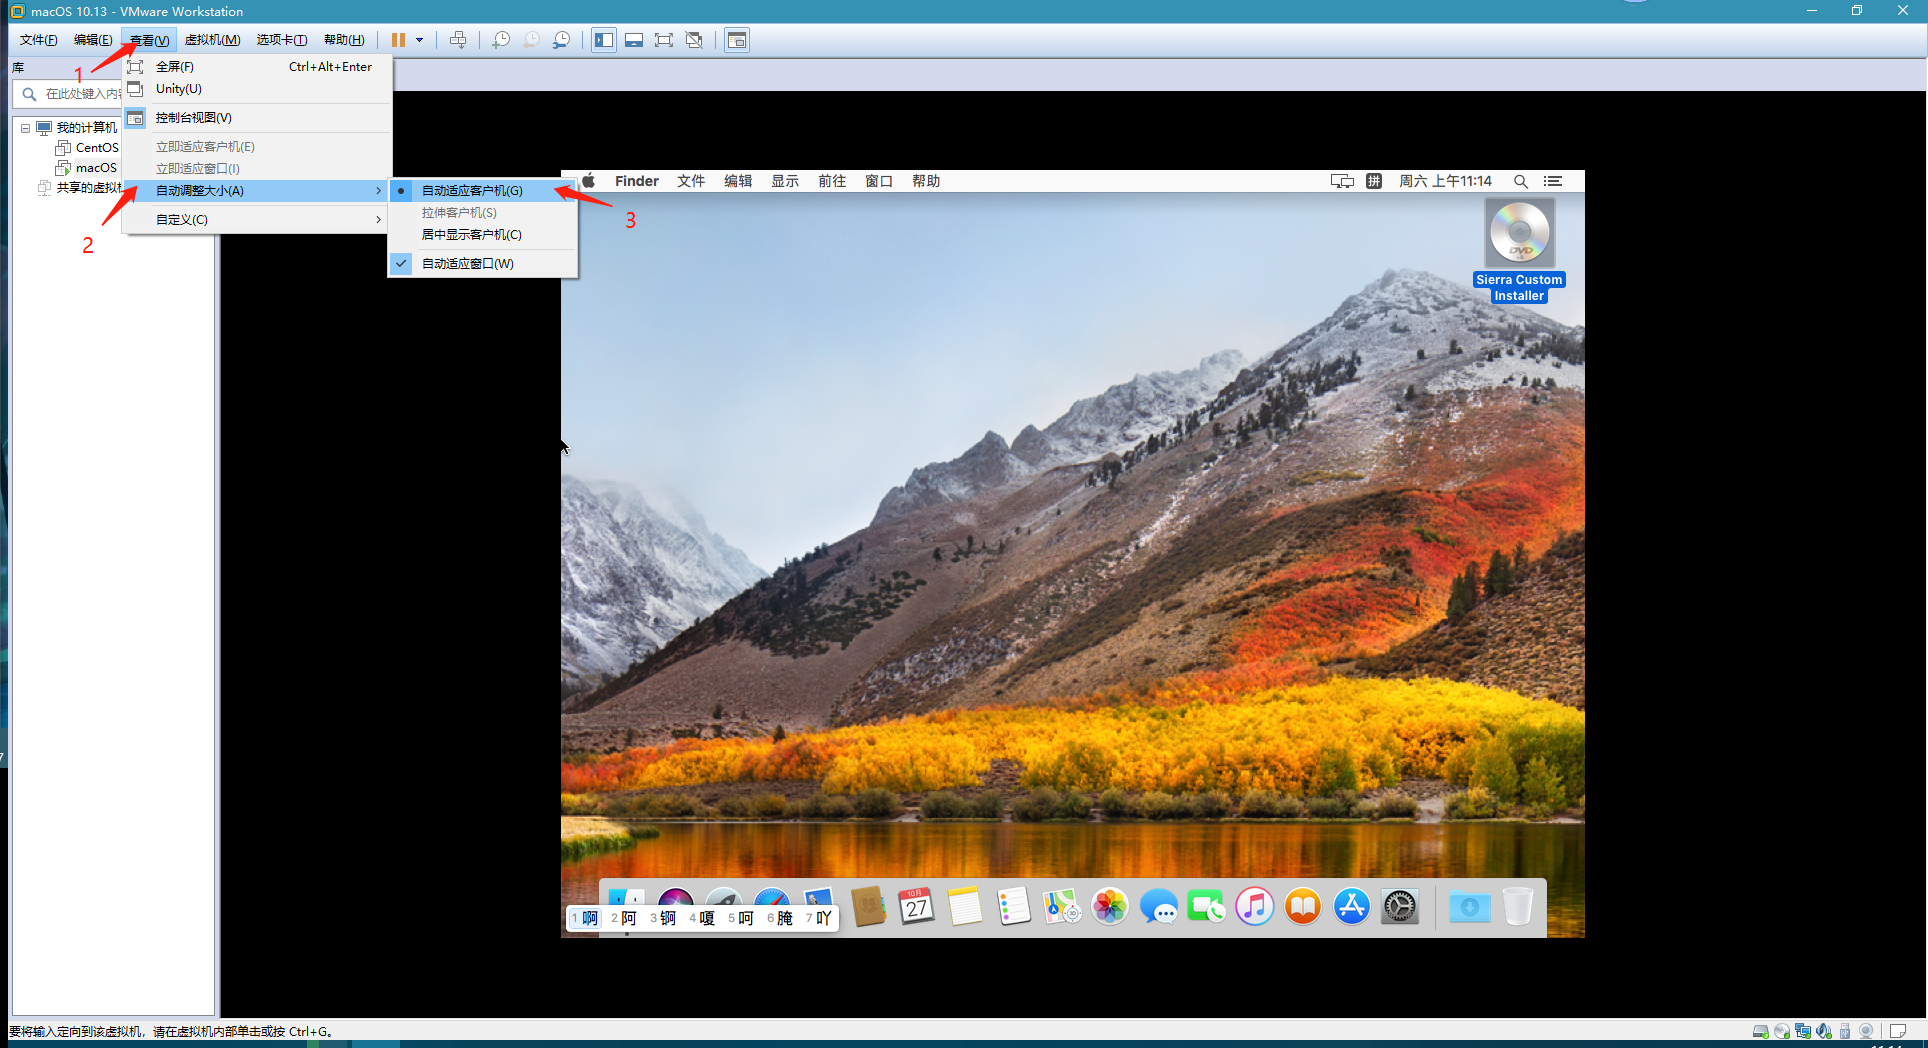 macOS 10.13 - VMware Workstation
文件(F) 编辑(E) 查看(V) 虚拟机(M) 选项卡(T) 帮助(H)
1
库
在此处键入内
我的计算机
CentOS
macOS
共享的虚拟
全屏(F) Ctrl+Alt+Enter
Unity(U)
控制台视图(V)
立即适应客户机(E)
立即适应窗口(I)
自动调整大小(A)
自定义(C)
2
自动适应客户机(G)
拉伸客户机(S)
居中显示客户机(C)
自动适应窗口(W)
3
Finder 文件 编辑 显示 前往 窗口 帮助
拼 周六 上午11:14
DVD
Sierra Custom
Installer
1 啊 2 阿 3 锕 4 嗄 5 呵 6 腌 7 吖
10月
27
要将输入定向到该虚拟机，请在虚拟机内部单击或按 Ctrl+G。